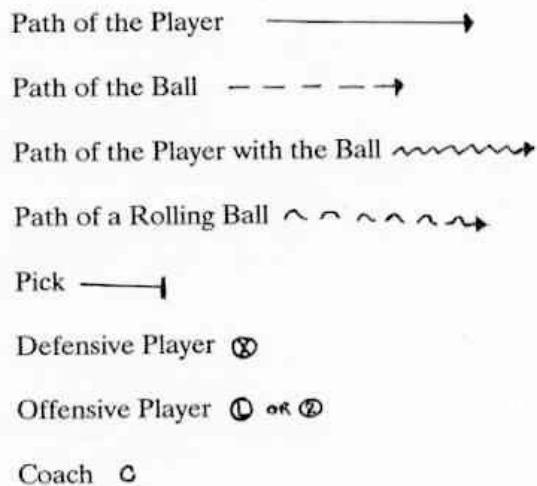 Path of the Player
Path of the Ball
Path of the Player with the Ball
Path of a Rolling Ball
Pick
Defensive Player Ⓧ
Offensive Player ① OR ②
Coach C